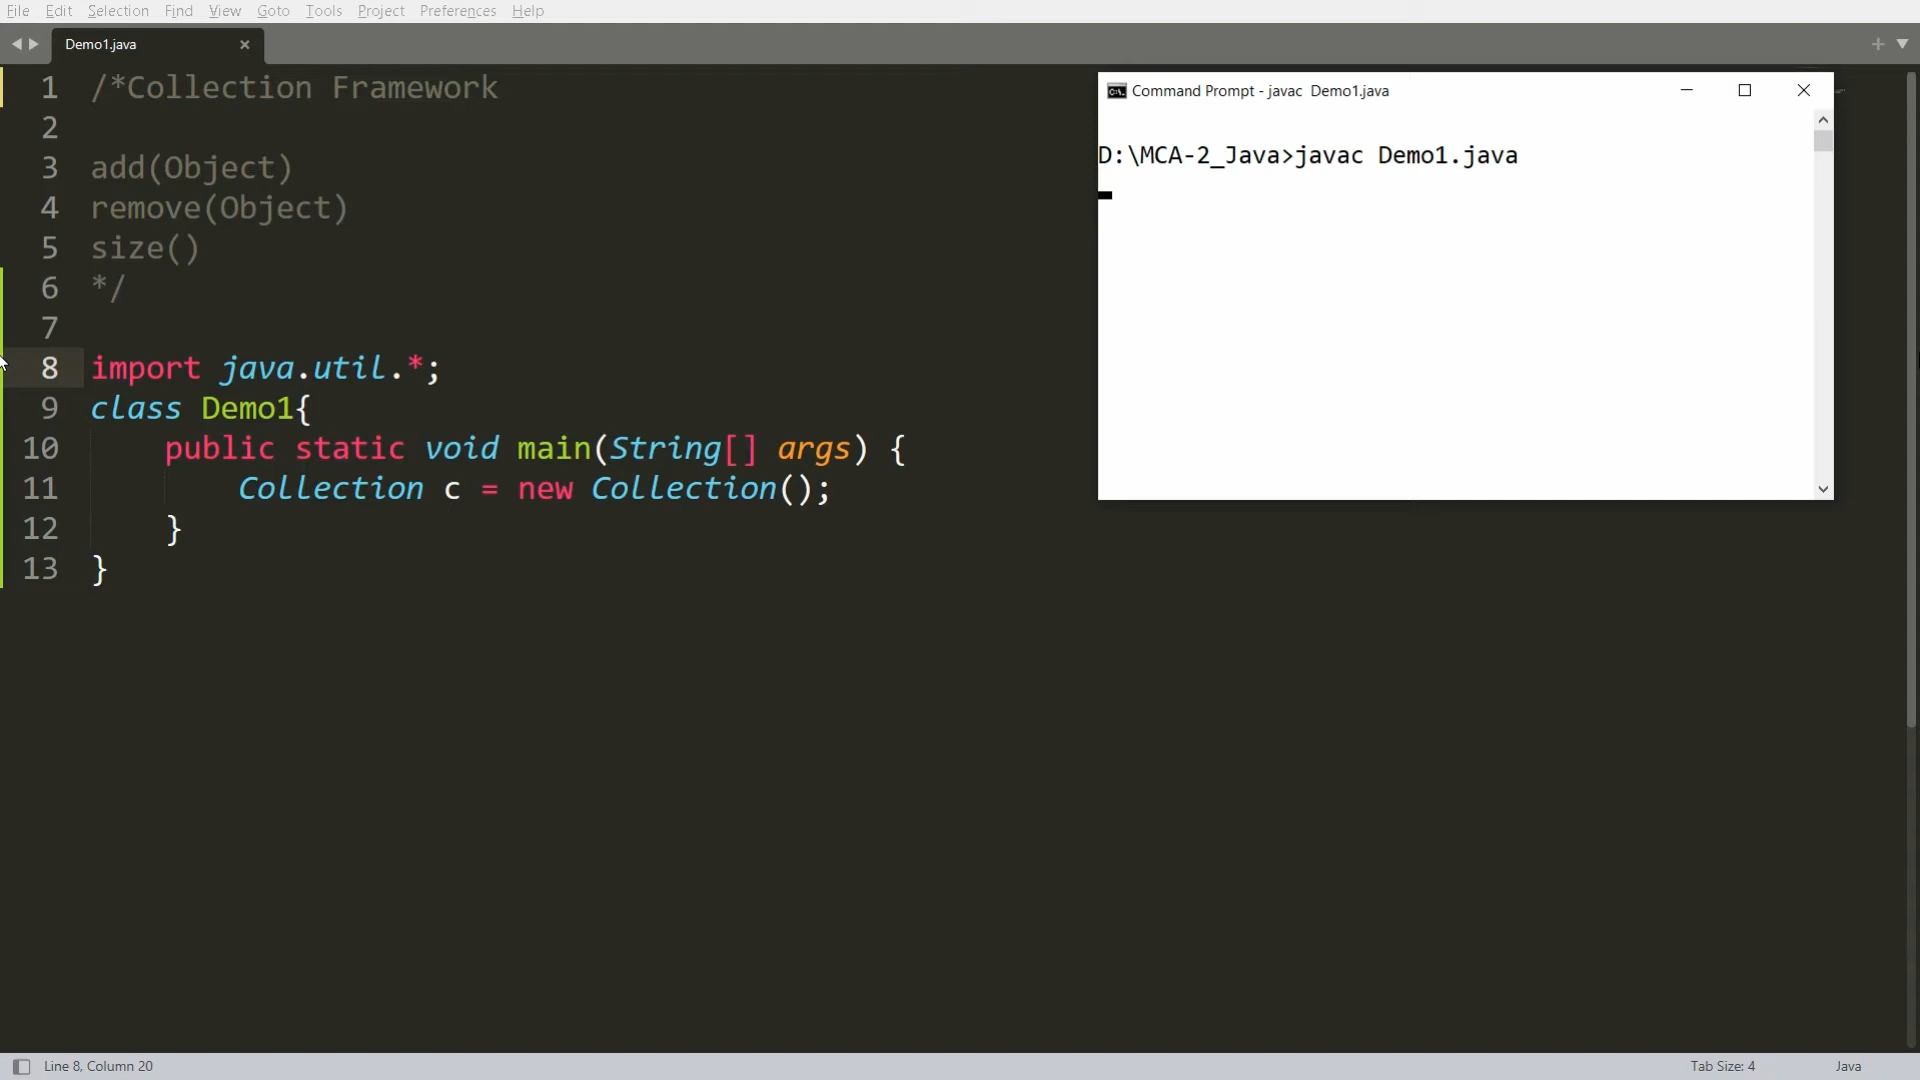 File Edit Selection Find View Goto Tools Project Preferences Help
Demo1.java
1 /*Collection Framework
2
3 add(Object)
4 remove(Object)
5 size()
6 */
7
8 import java.util.*;
9 class Demo1{
10 public static void main(String[] args) {
11 Collection c = new Collection();
12 }
13 }
Command Prompt - javac  Demo1.java
D:\MCA-2_Java>javac Demo1.java
Line 8, Column 20
Tab Size: 4
Java